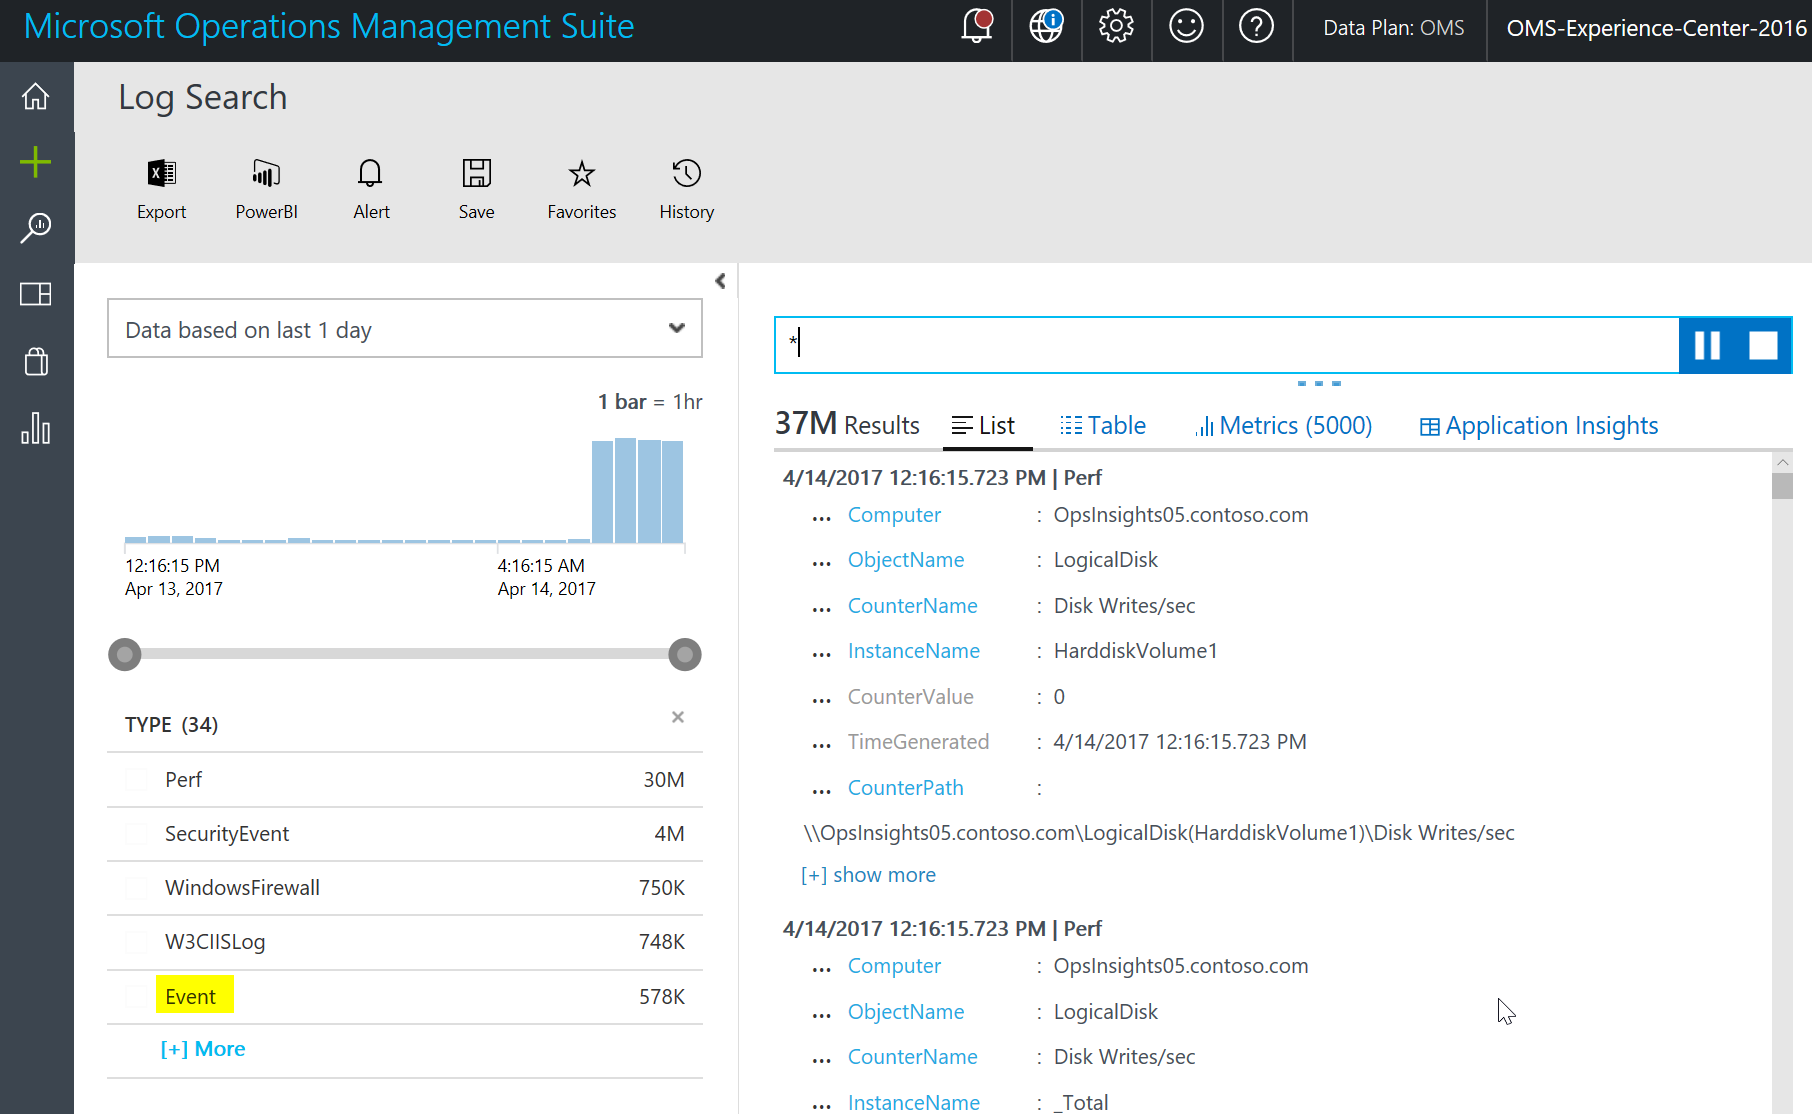 Microsoft Operations Management Suite
Data Plan: OMS
OMS-Experience-Center-2016
Log Search
Export
PowerBI
Alert
Save
Favorites
History
Data based on last 1 day
1 bar = 1hr
12:16:15 PM
Apr 13, 2017
4:16:15 AM
Apr 14, 2017
TYPE (34)
Perf 30M
SecurityEvent 4M
WindowsFirewall 750K
W3CIISLog 748K
Event 578K
[+] More
*
37M Results
List
Table
Metrics (5000)
Application Insights
4/14/2017 12:16:15.723 PM | Perf
... Computer : OpsInsights05.contoso.com
... ObjectName : LogicalDisk
... CounterName : Disk Writes/sec
... InstanceName : HarddiskVolume1
... CounterValue : 0
... TimeGenerated : 4/14/2017 12:16:15.723 PM
... CounterPath :
\\OpsInsights05.contoso.com\LogicalDisk(HarddiskVolume1)\Disk Writes/sec
[+] show more
4/14/2017 12:16:15.723 PM | Perf
... Computer : OpsInsights05.contoso.com
... ObjectName : LogicalDisk
... CounterName : Disk Writes/sec
... InstanceName : _Total